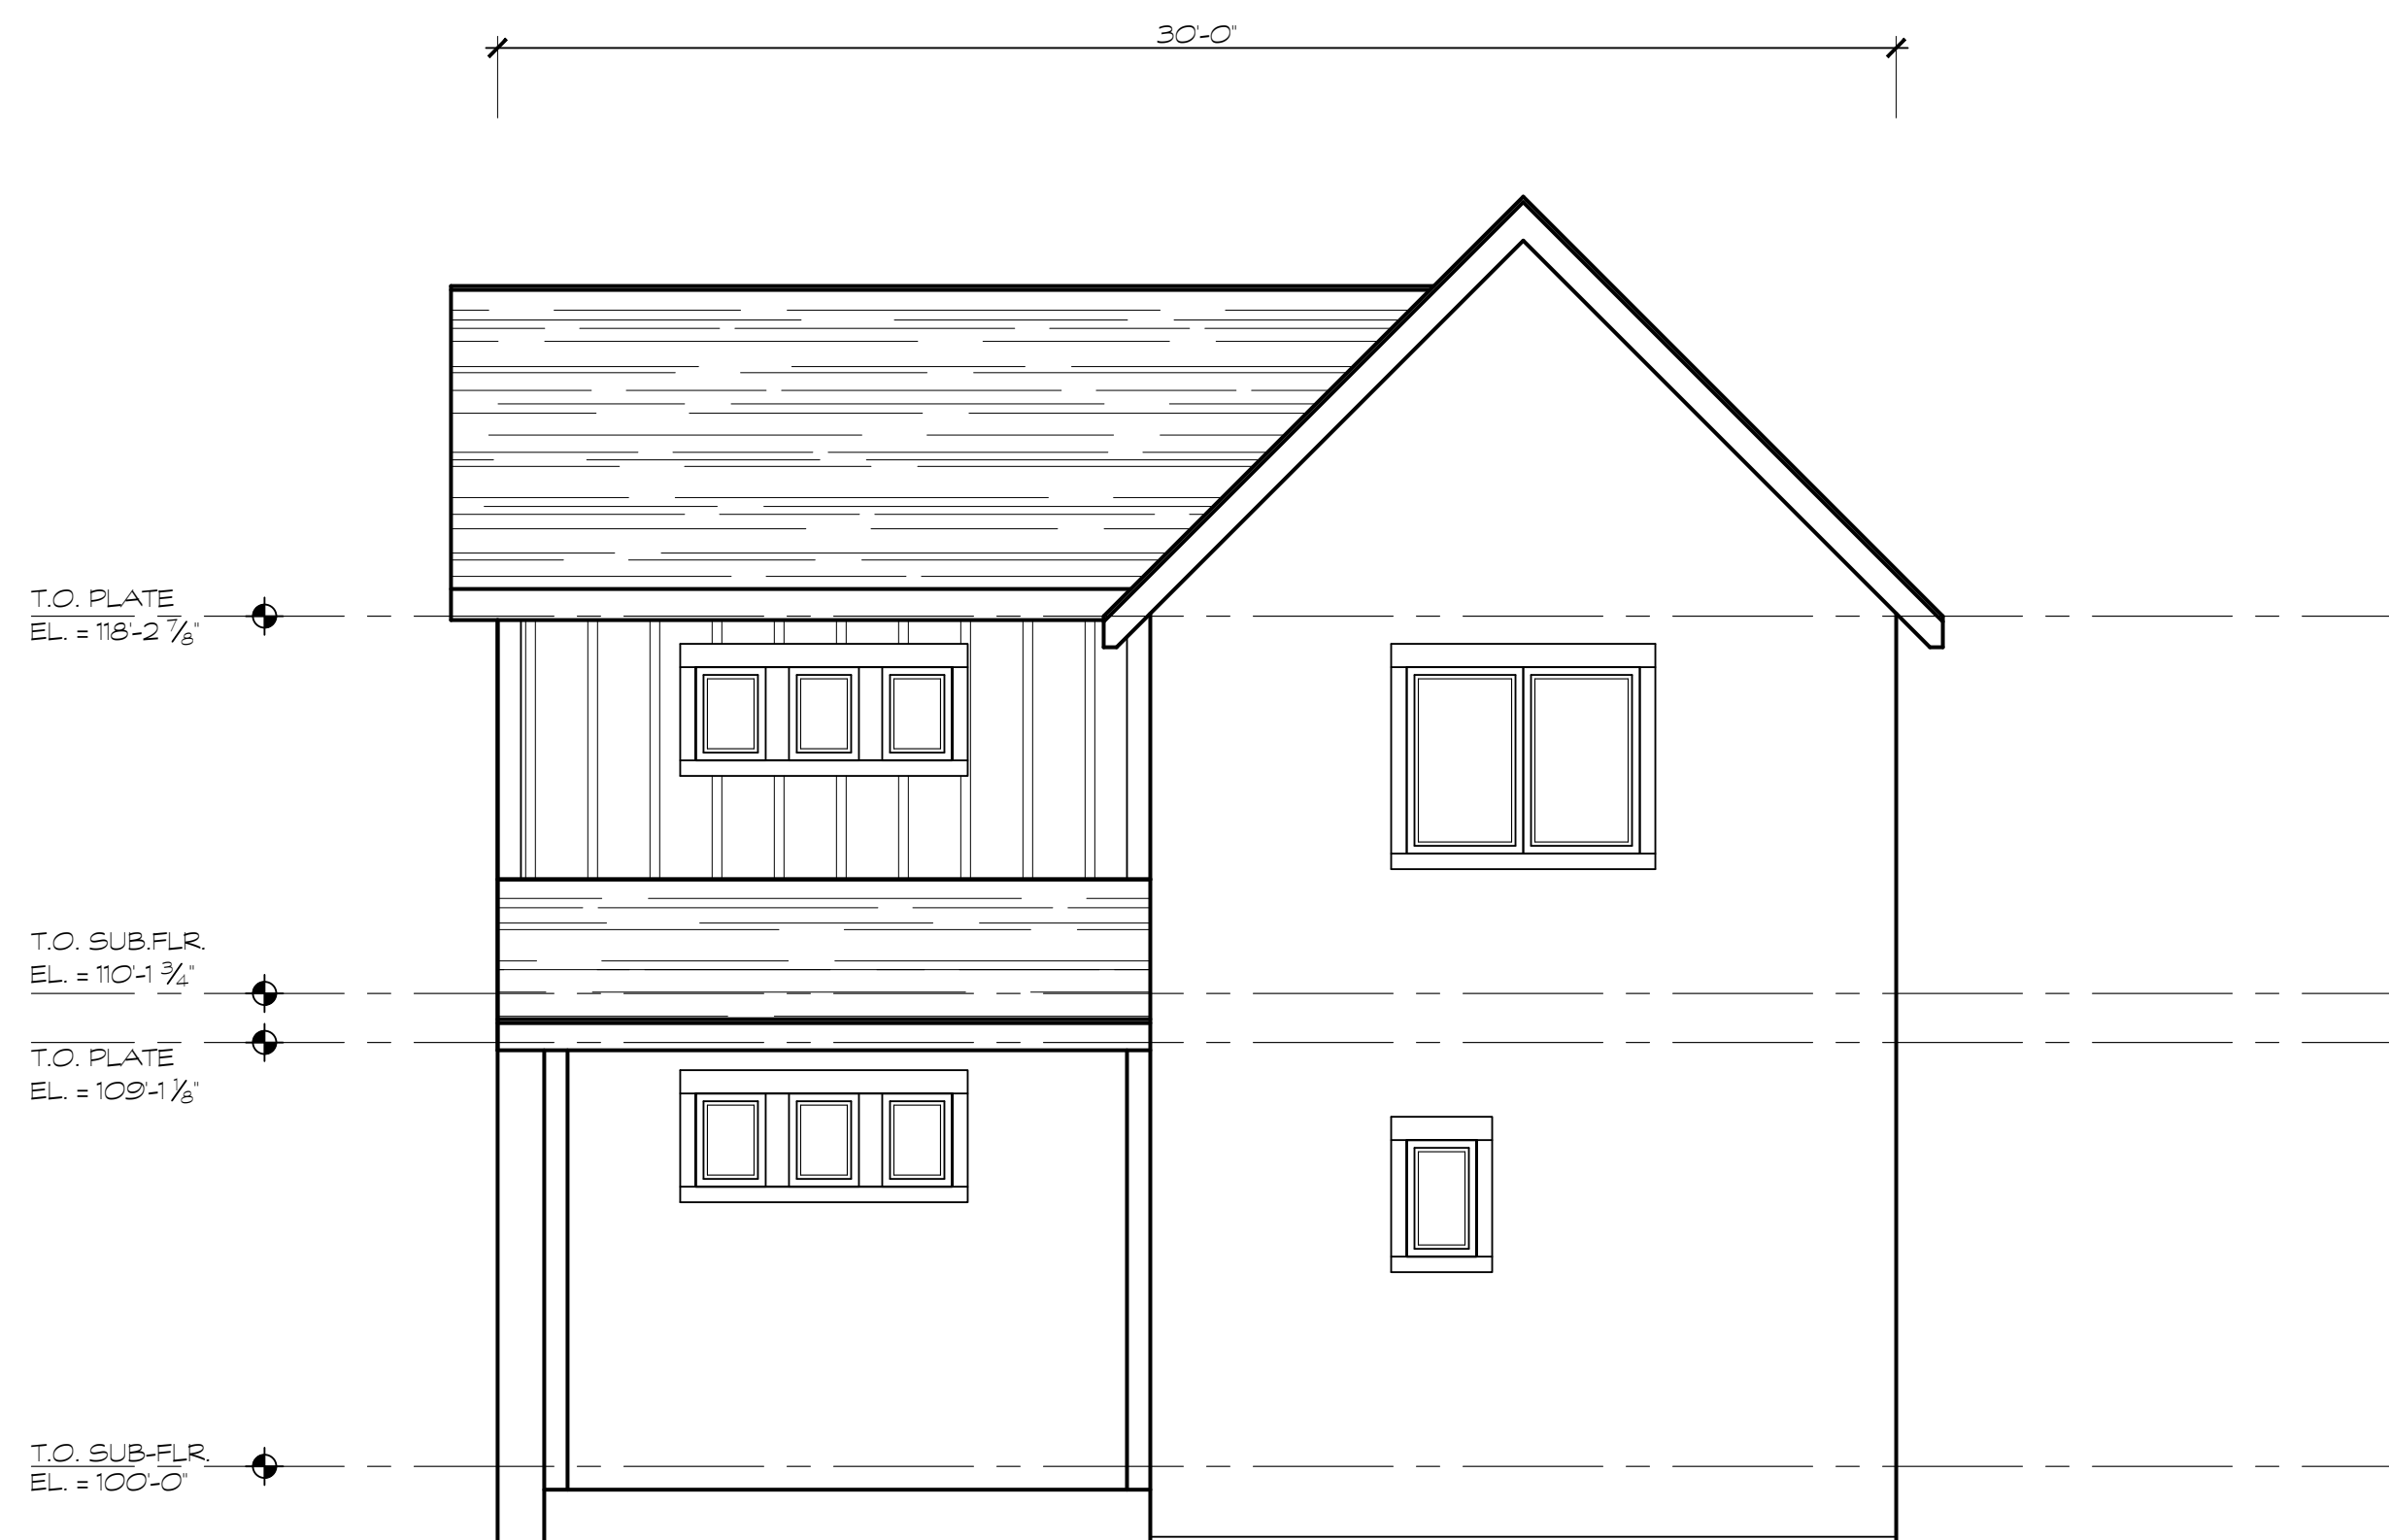 30'-0"
T.O. PLATE
EL. = 118'-2 7/8"
T.O. SUB.FLR.
EL. = 110'-1 3/4"
T.O. PLATE
EL. = 109'-1 1/8"
T.O. SUB-FLR.
EL. = 100'-0"